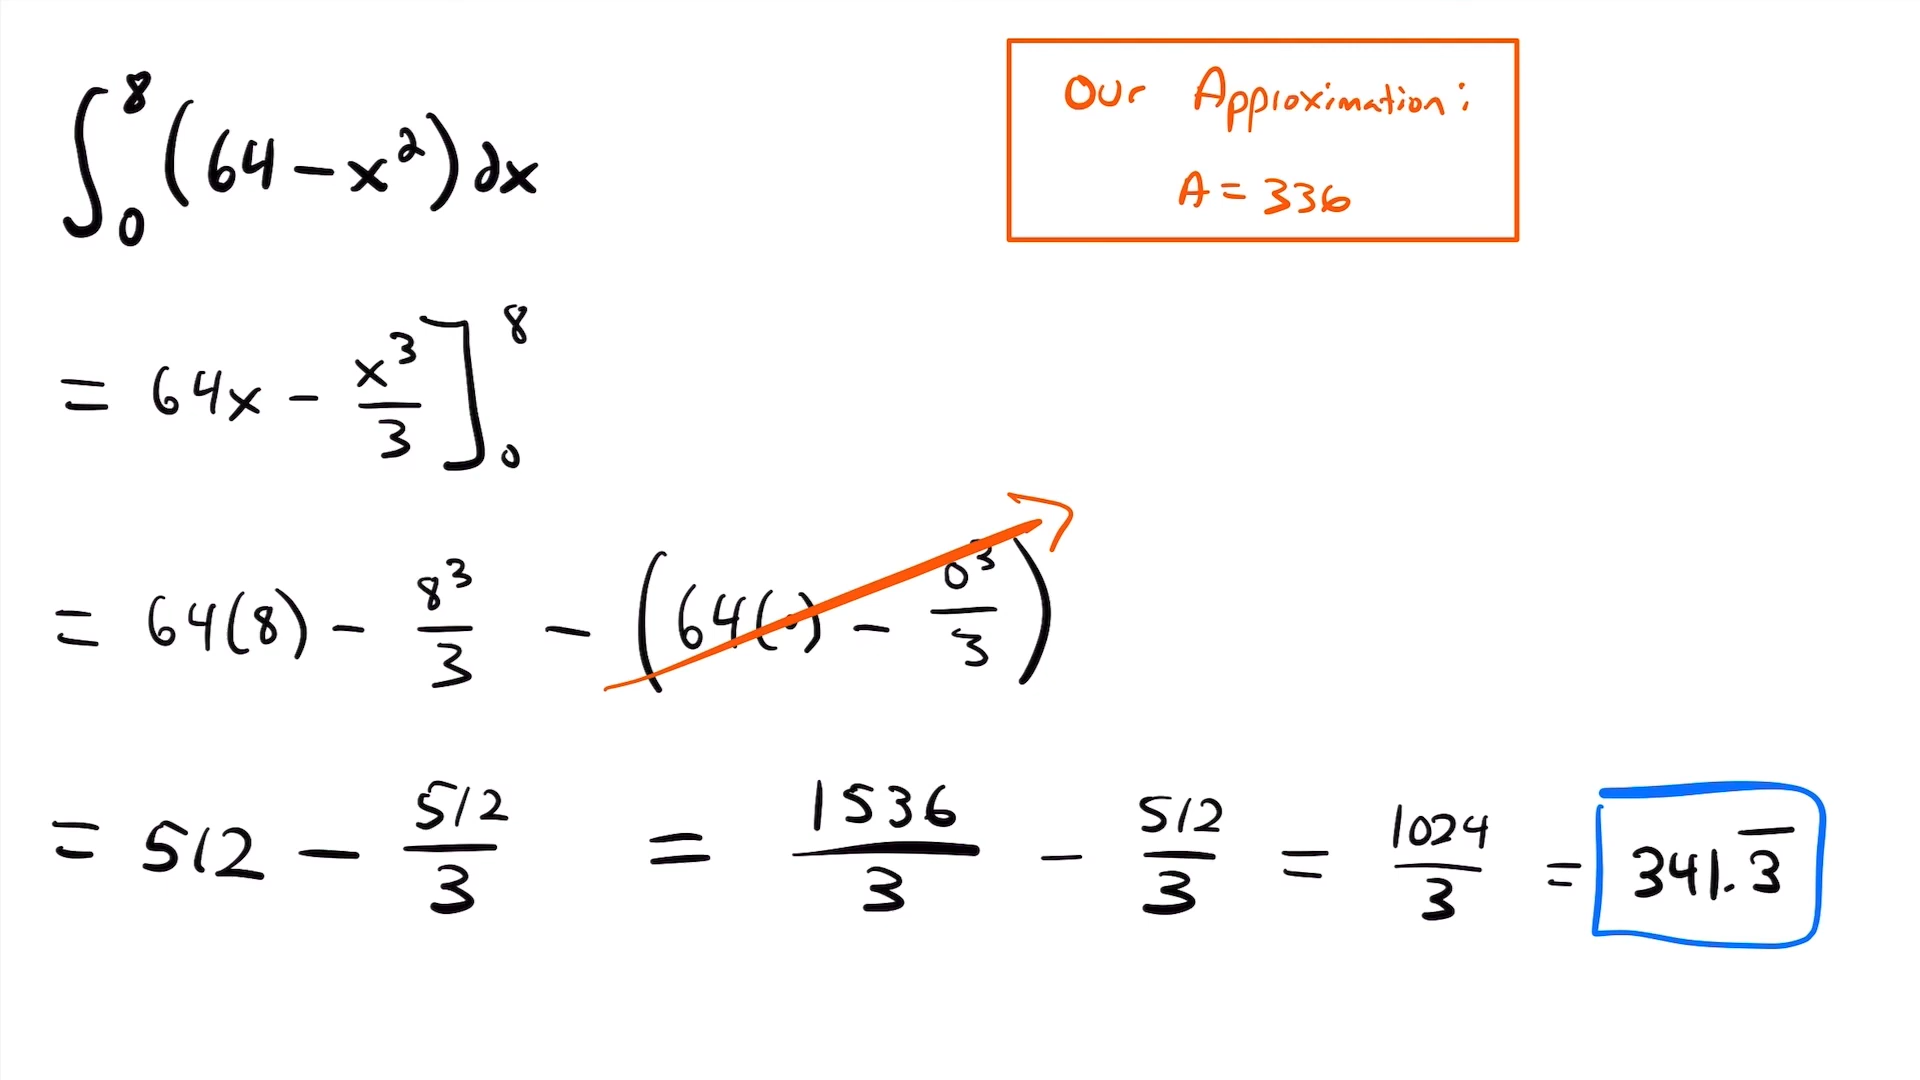 ∫₀⁸ (64 − x²) dx
Our Approximation:
A = 336
= 64x − x³/3 ]₀⁸
= 64(8) − 8³/3 − (64(0) − 0³/3)
= 512 − 512/3 = 1536/3 − 512/3 = 1024/3 = 341.3̅